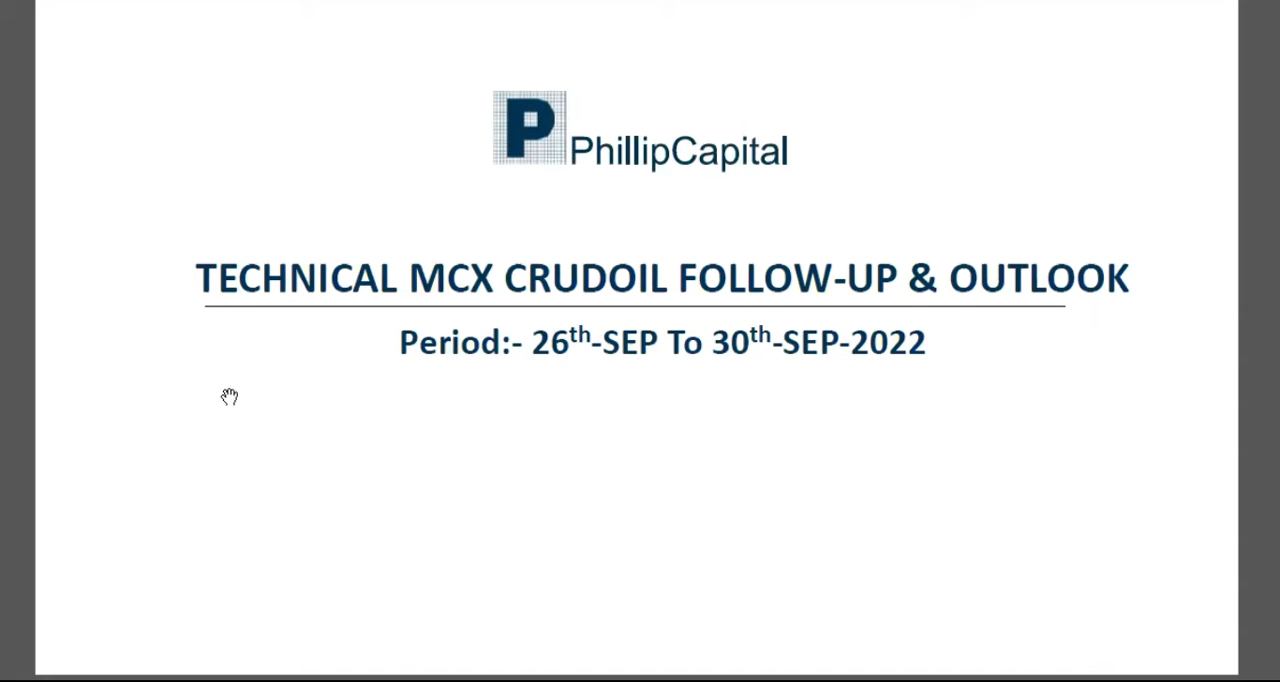 P PhillipCapital
TECHNICAL MCX CRUDOIL FOLLOW-UP & OUTLOOK
Period:- 26th-SEP To 30th-SEP-2022